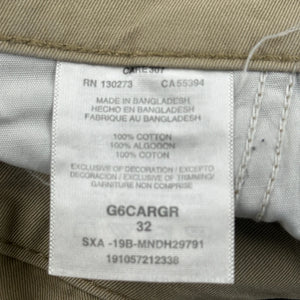 CARE307
RN 130273 CA 55394
MADE IN BANGLADESH
HECHO EN BANGLADESH
FABRIQUE AU BANGLADESH
100% COTTON
100% ALGODON
100% COTON
EXCLUSIVE OF DECORATION / EXCEPTO
DECORACION / EXCLUSIVE OF TRIMMING/
GARNITURE NON COMPRISE
G6CARGR
32
SXA -19B-MNDH29791
191057212338